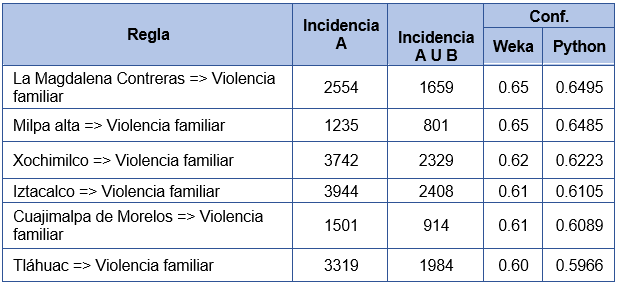 Regla Incidencia A Incidencia A U B Conf.
Weka Python
La Magdalena Contreras => Violencia familiar 2554 1659 0.65 0.6495
Milpa alta => Violencia familiar 1235 801 0.65 0.6485
Xochimilco => Violencia familiar 3742 2329 0.62 0.6223
Iztacalco => Violencia familiar 3944 2408 0.61 0.6105
Cuajimalpa de Morelos => Violencia familiar 1501 914 0.61 0.6089
Tláhuac => Violencia familiar 3319 1984 0.60 0.5966